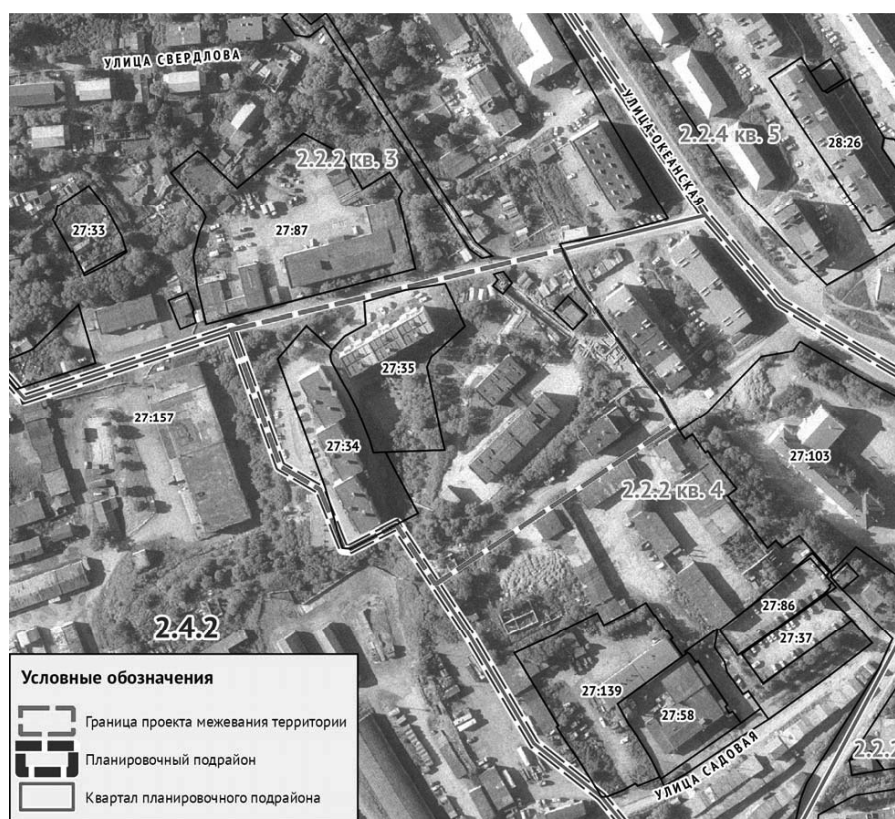 УЛИЦА СВЕРДЛОВА
УЛИЦА ОКЕАНСКАЯ
2.2.4 кв. 5
28:26
2.2.2 кв. 3
27:33
27:87
27:35
27:157
27:34
27:103
2.2.2 кв. 4
27:86
27:37
2.4.2
27:139
27:58
УЛИЦА САДОВАЯ
2.2.2
Условные обозначения
Граница проекта межевания территории
Планировочный подрайон
Квартал планировочного подрайона